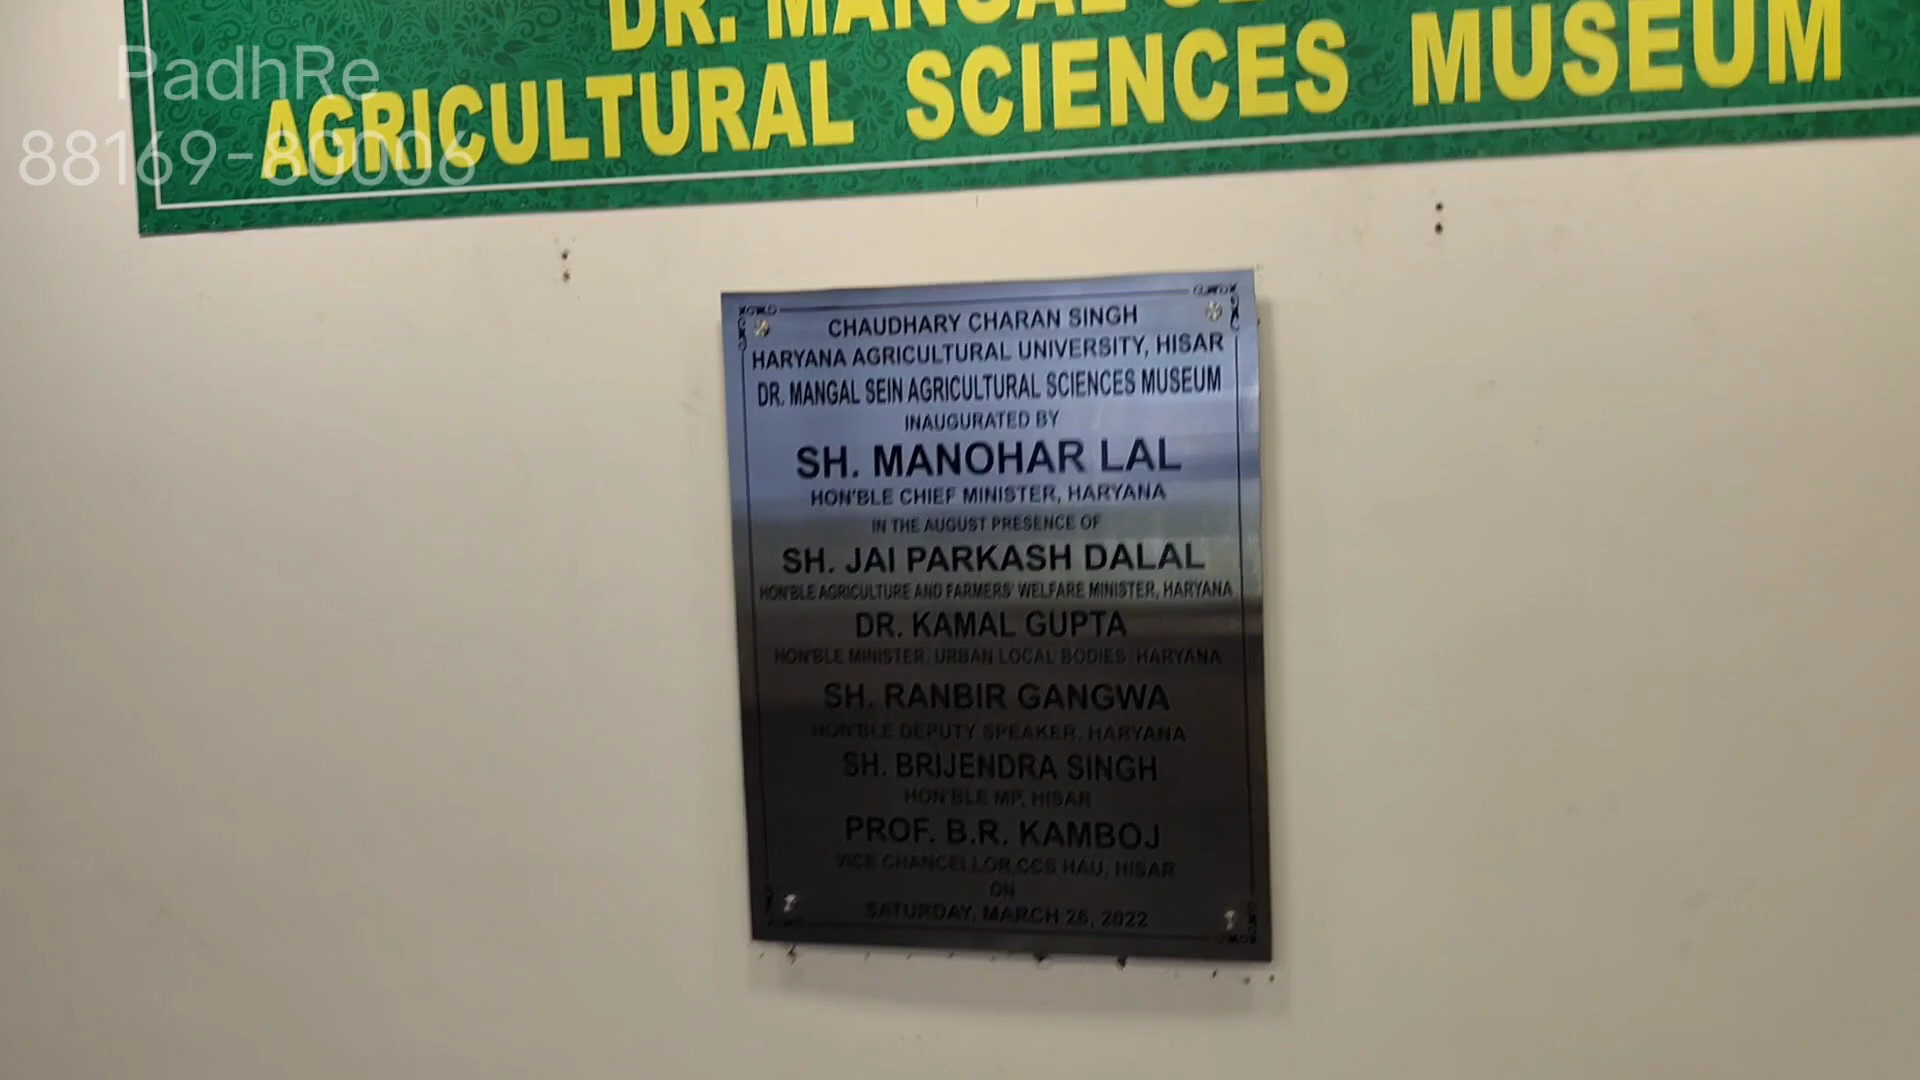 DR. MANGAL
AGRICULTURAL SCIENCES MUSEUM
PadhRe
88169-80006
CHAUDHARY CHARAN SINGH
HARYANA AGRICULTURAL UNIVERSITY, HISAR
DR. MANGAL SEIN AGRICULTURAL SCIENCES MUSEUM
INAUGURATED BY
SH. MANOHAR LAL
HON'BLE CHIEF MINISTER, HARYANA
IN THE AUGUST PRESENCE OF
SH. JAI PARKASH DALAL
HON'BLE AGRICULTURE AND FARMERS' WELFARE MINISTER, HARYANA
DR. KAMAL GUPTA
HON'BLE MINISTER, URBAN LOCAL BODIES, HARYANA
SH. RANBIR GANGWA
HON'BLE DEPUTY SPEAKER, HARYANA
SH. BRIJENDRA SINGH
HON'BLE MP, HISAR
PROF. B.R. KAMBOJ
VICE CHANCELLOR CCS HAU, HISAR
ON
SATURDAY, MARCH 26, 2022